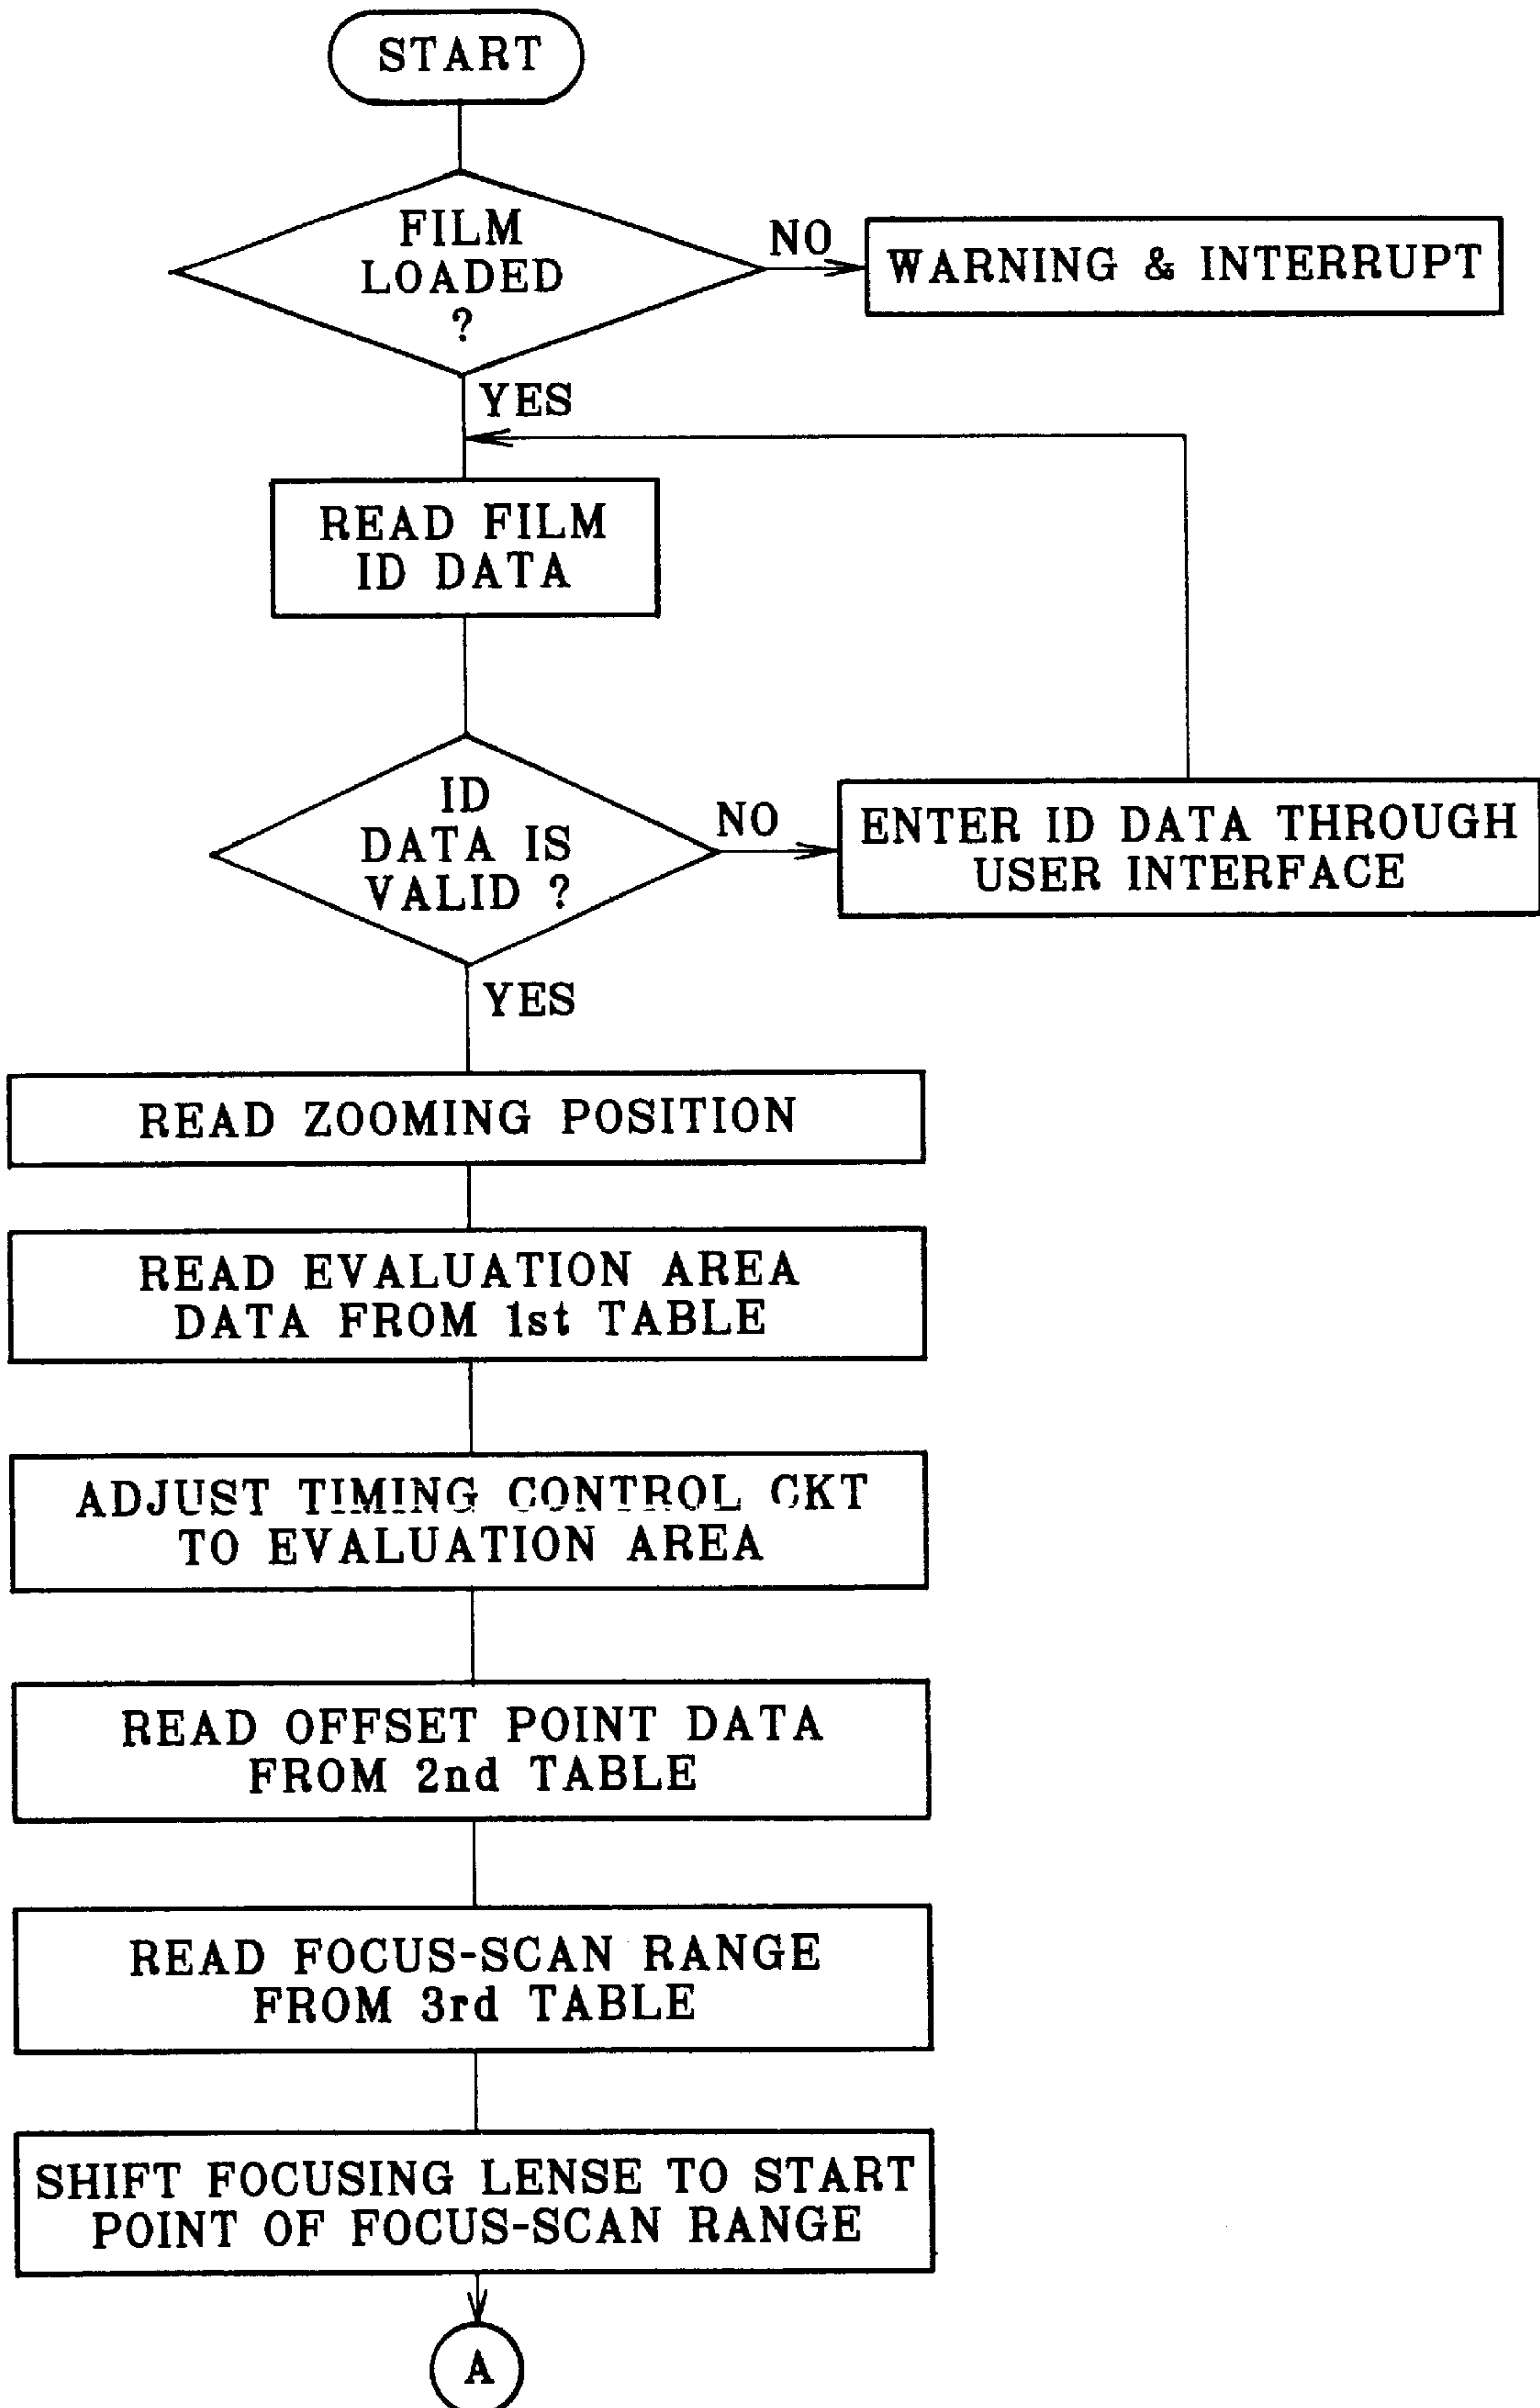 START
FILM
LOADED
?
NO
WARNING & INTERRUPT
YES
READ FILM
ID DATA
ID
DATA IS
VALID ?
NO
ENTER ID DATA THROUGH
USER INTERFACE
YES
READ ZOOMING POSITION
READ EVALUATION AREA
DATA FROM 1st TABLE
ADJUST TIMING CONTROL CKT
TO EVALUATION AREA
READ OFFSET POINT DATA
FROM 2nd TABLE
READ FOCUS-SCAN RANGE
FROM 3rd TABLE
SHIFT FOCUSING LENSE TO START
POINT OF FOCUS-SCAN RANGE
A